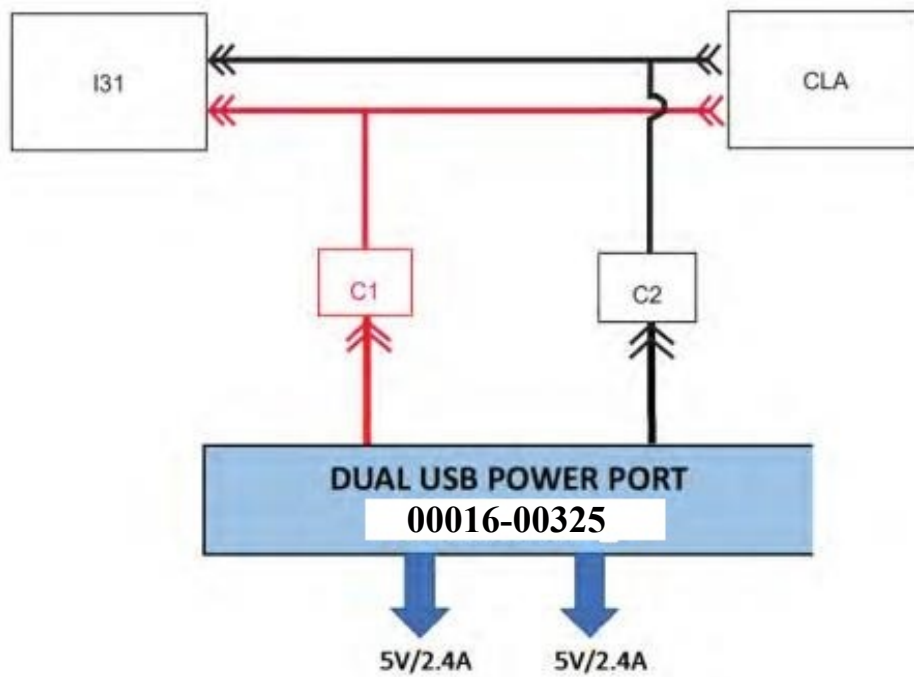 I31
CLA
C1
C2
DUAL USB POWER PORT
00016-00325
5V/2.4A
5V/2.4A